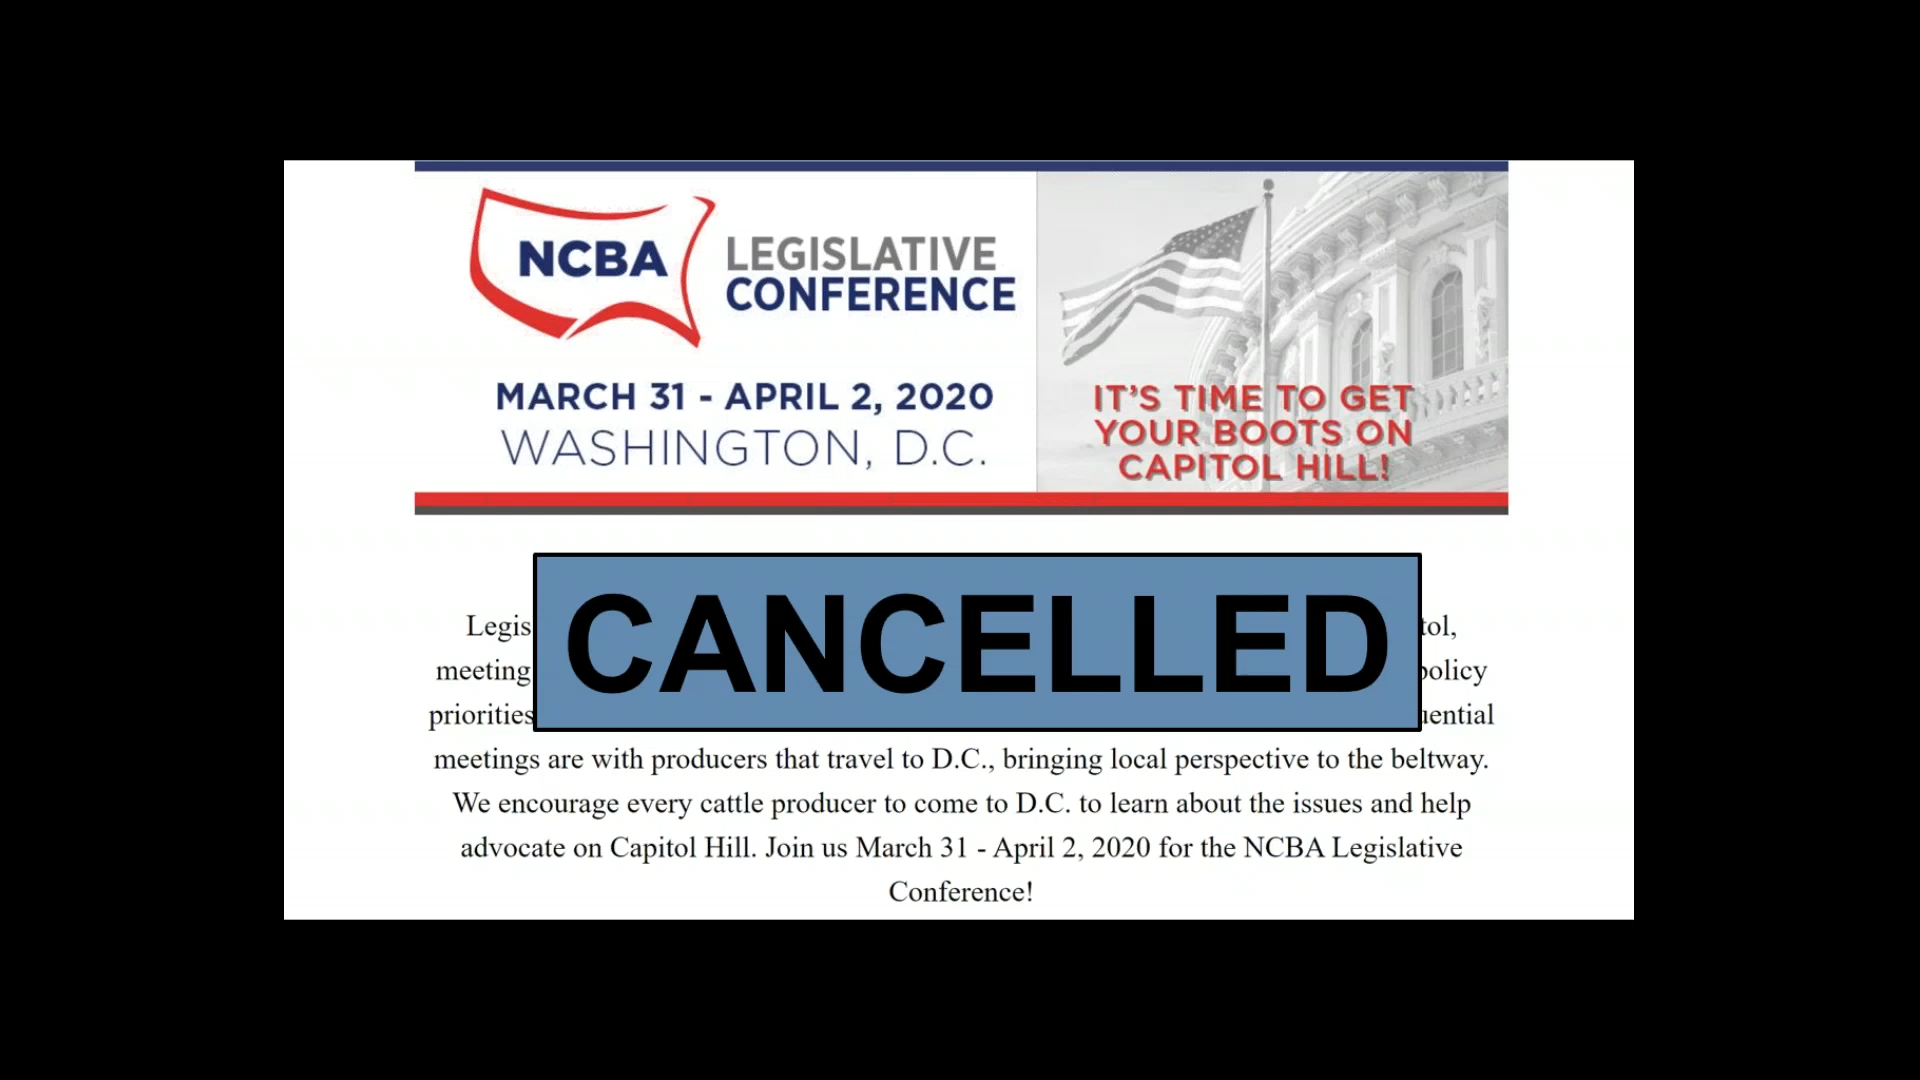 NCBA
LEGISLATIVE
CONFERENCE
MARCH 31 - APRIL 2, 2020
WASHINGTON, D.C.
IT'S TIME TO GET
YOUR BOOTS ON
CAPITOL HILL!
CANCELLED
meeting policy
priorities
meetings are with producers that travel to D.C., bringing local perspective to the beltway.
We encourage every cattle producer to come to D.C. to learn about the issues and help
advocate on Capitol Hill. Join us March 31 - April 2, 2020 for the NCBA Legislative
Conference!